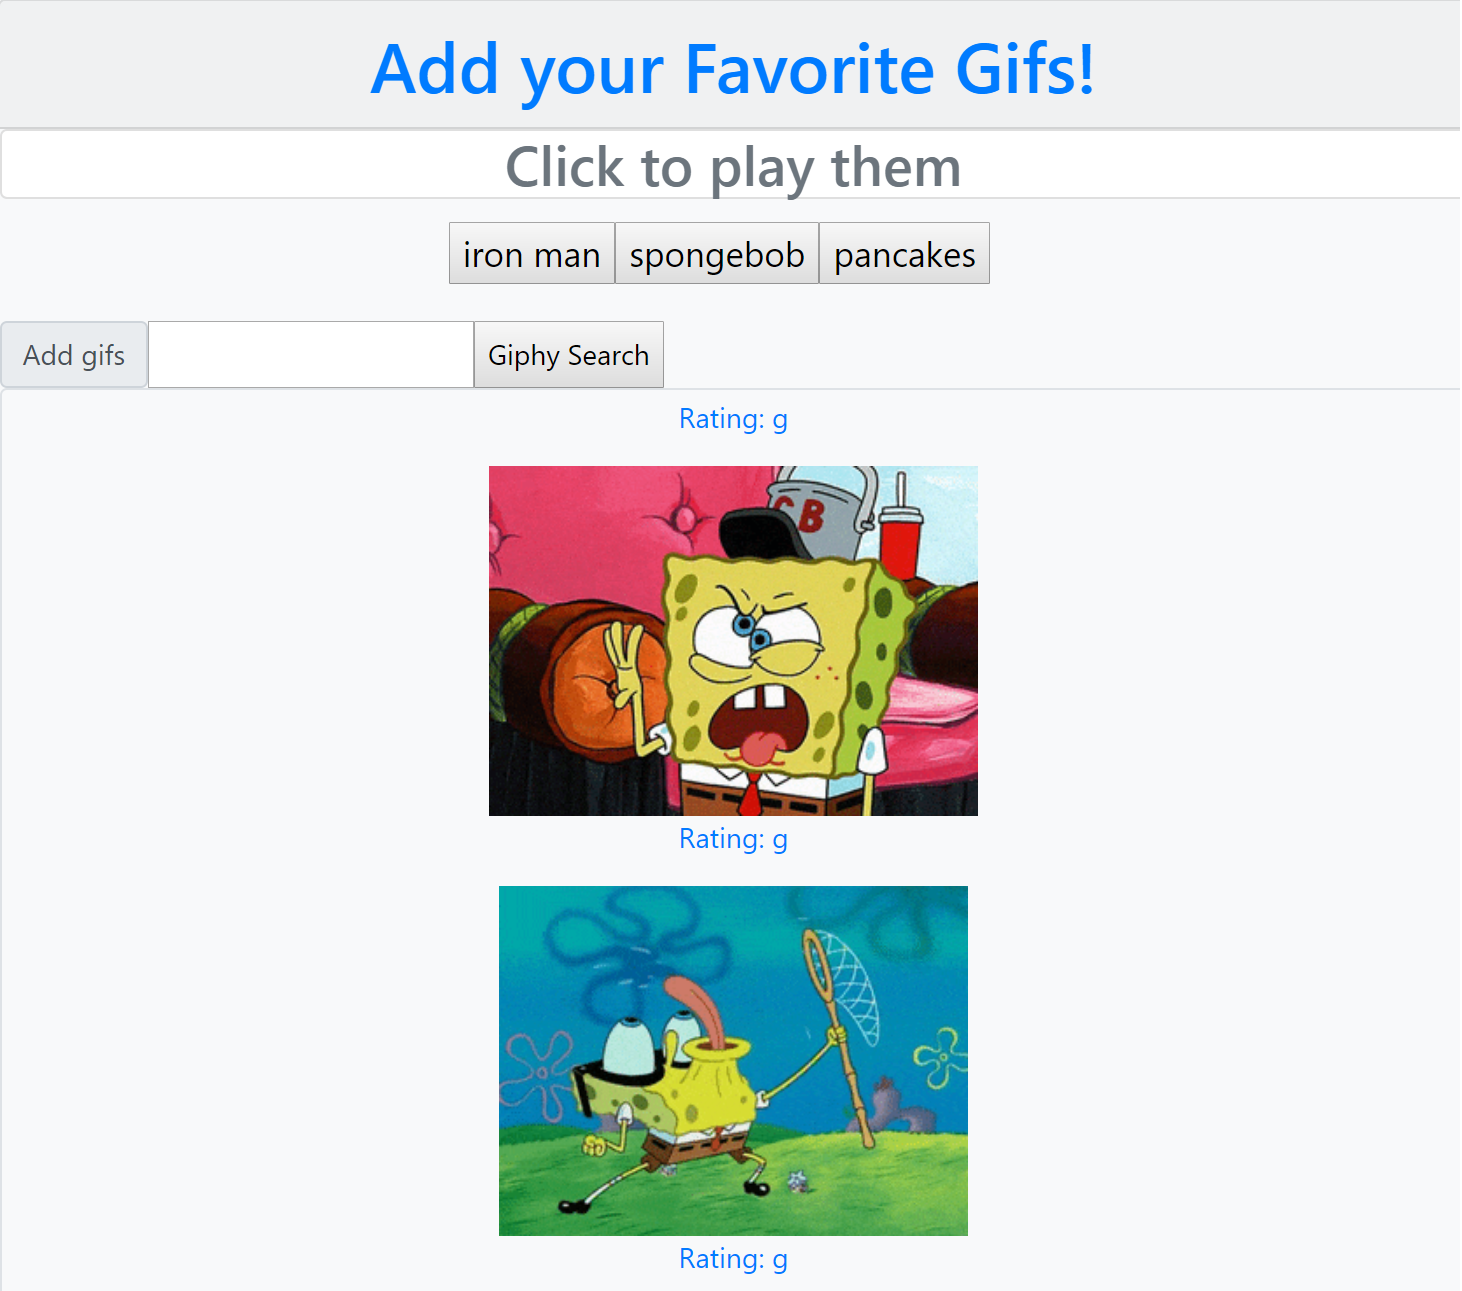 Add your Favorite Gifs!
Click to play them
iron man spongebob pancakes
Add gifs Giphy Search
Rating: g
CB
Rating: g
Rating: g